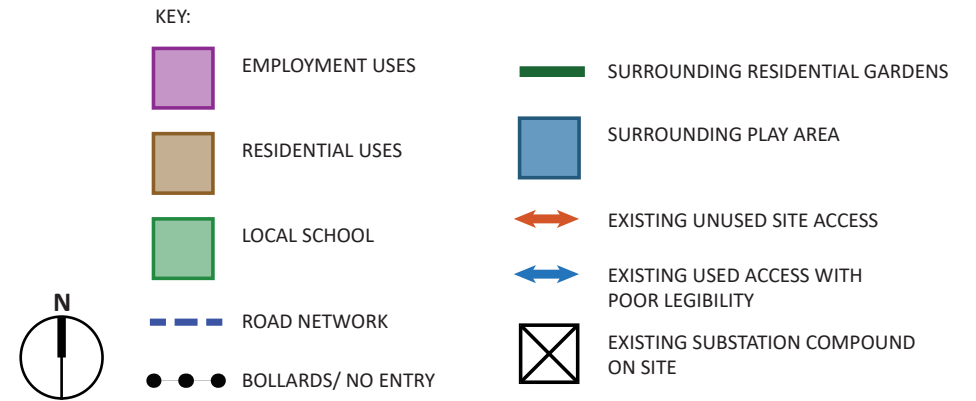 KEY:
EMPLOYMENT USES
RESIDENTIAL USES
LOCAL SCHOOL
N
ROAD NETWORK
BOLLARDS/ NO ENTRY
SURROUNDING RESIDENTIAL GARDENS
SURROUNDING PLAY AREA
EXISTING UNUSED SITE ACCESS
EXISTING USED ACCESS WITH
POOR LEGIBILITY
EXISTING SUBSTATION COMPOUND
ON SITE